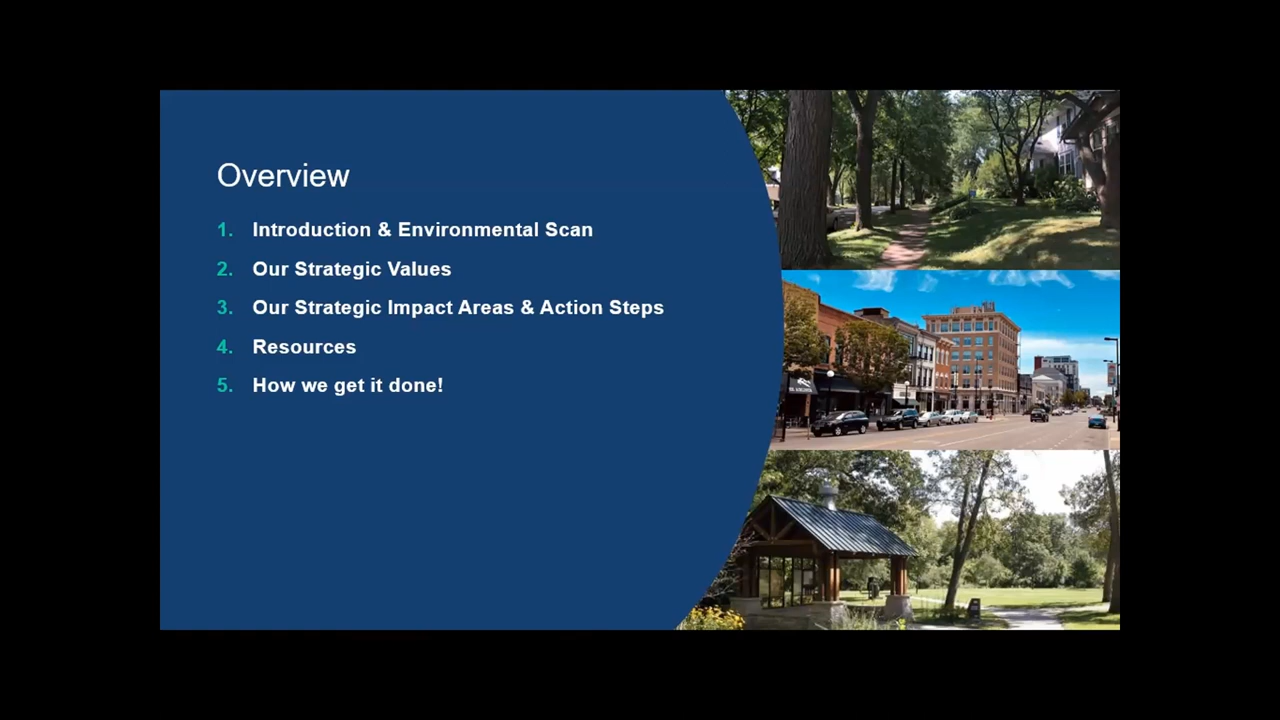 Overview
1. Introduction & Environmental Scan
2. Our Strategic Values
3. Our Strategic Impact Areas & Action Steps
4. Resources
5. How we get it done!